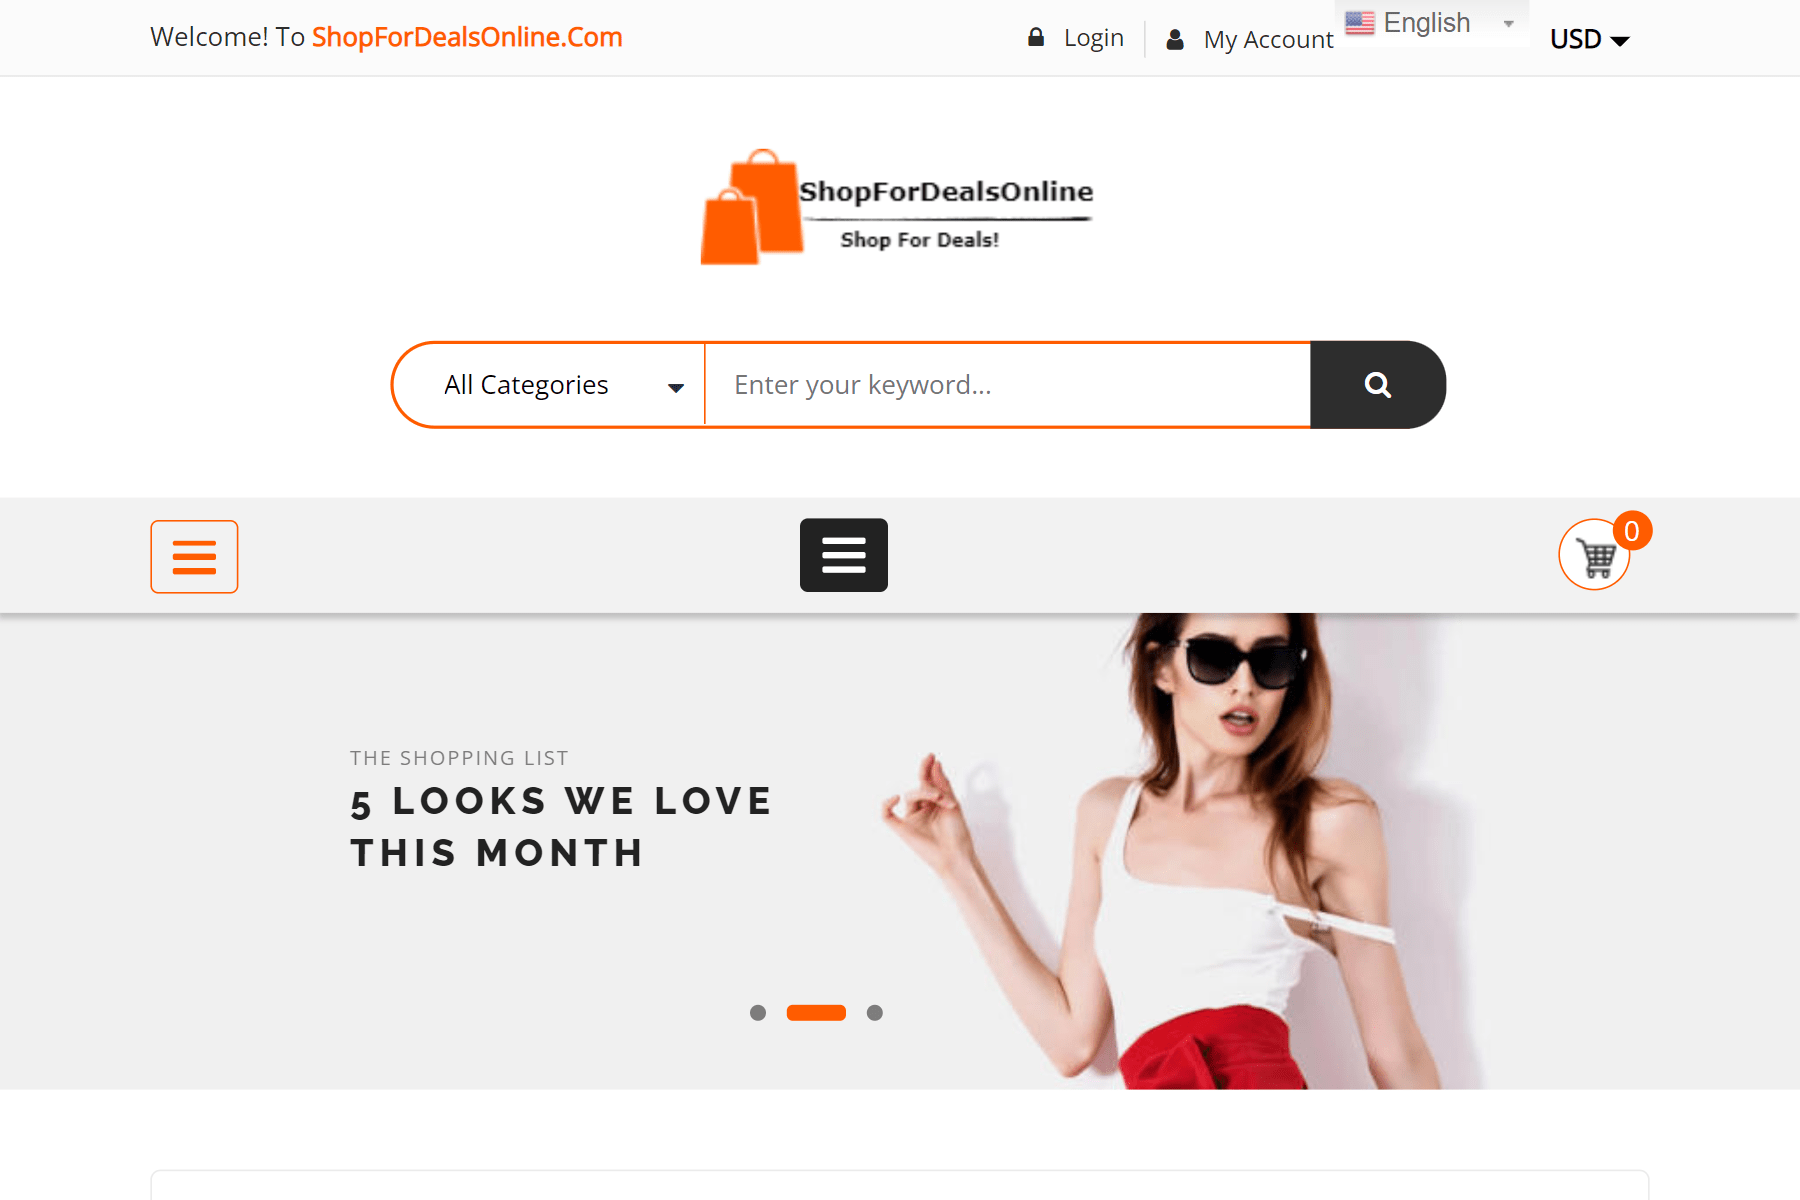 Welcome! To ShopForDealsOnline.Com
Login
My Account
English
USD
ShopForDealsOnline
Shop For Deals!
All Categories
Enter your keyword...
0
THE SHOPPING LIST
5 LOOKS WE LOVE
THIS MONTH